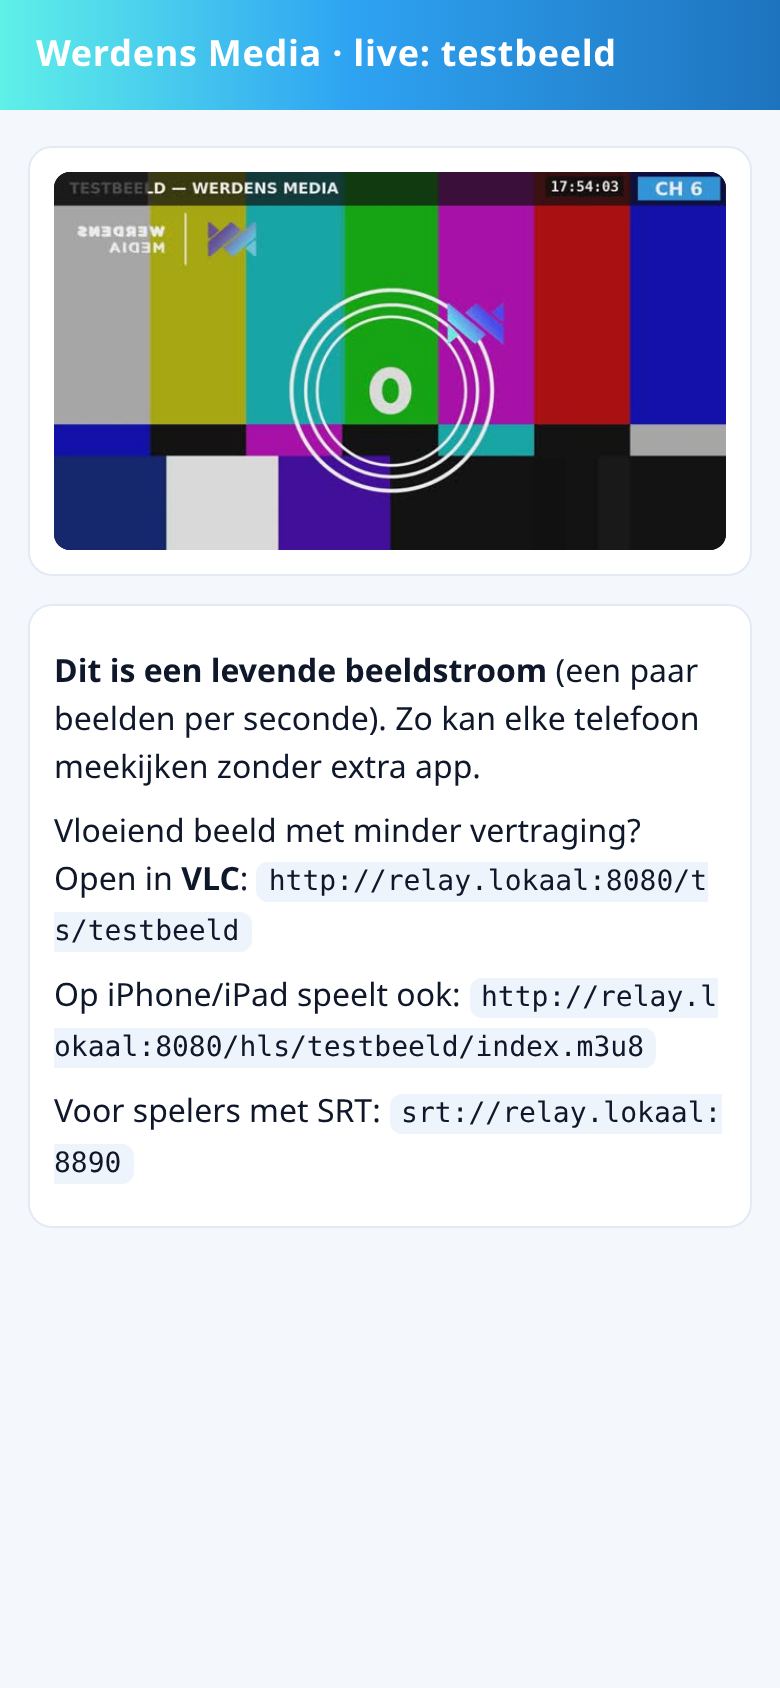 Werdens Media · live: testbeeld
TESTBEELD — WERDENS MEDIA
17:54:03
CH 6
WERDENS
MEDIA
0
Dit is een levende beeldstroom (een paar
beelden per seconde). Zo kan elke telefoon
meekijken zonder extra app.
Vloeiend beeld met minder vertraging?
Open in VLC: http://relay.lokaal:8080/t
s/testbeeld
Op iPhone/iPad speelt ook: http://relay.l
okaal:8080/hls/testbeeld/index.m3u8
Voor spelers met SRT: srt://relay.lokaal:
8890